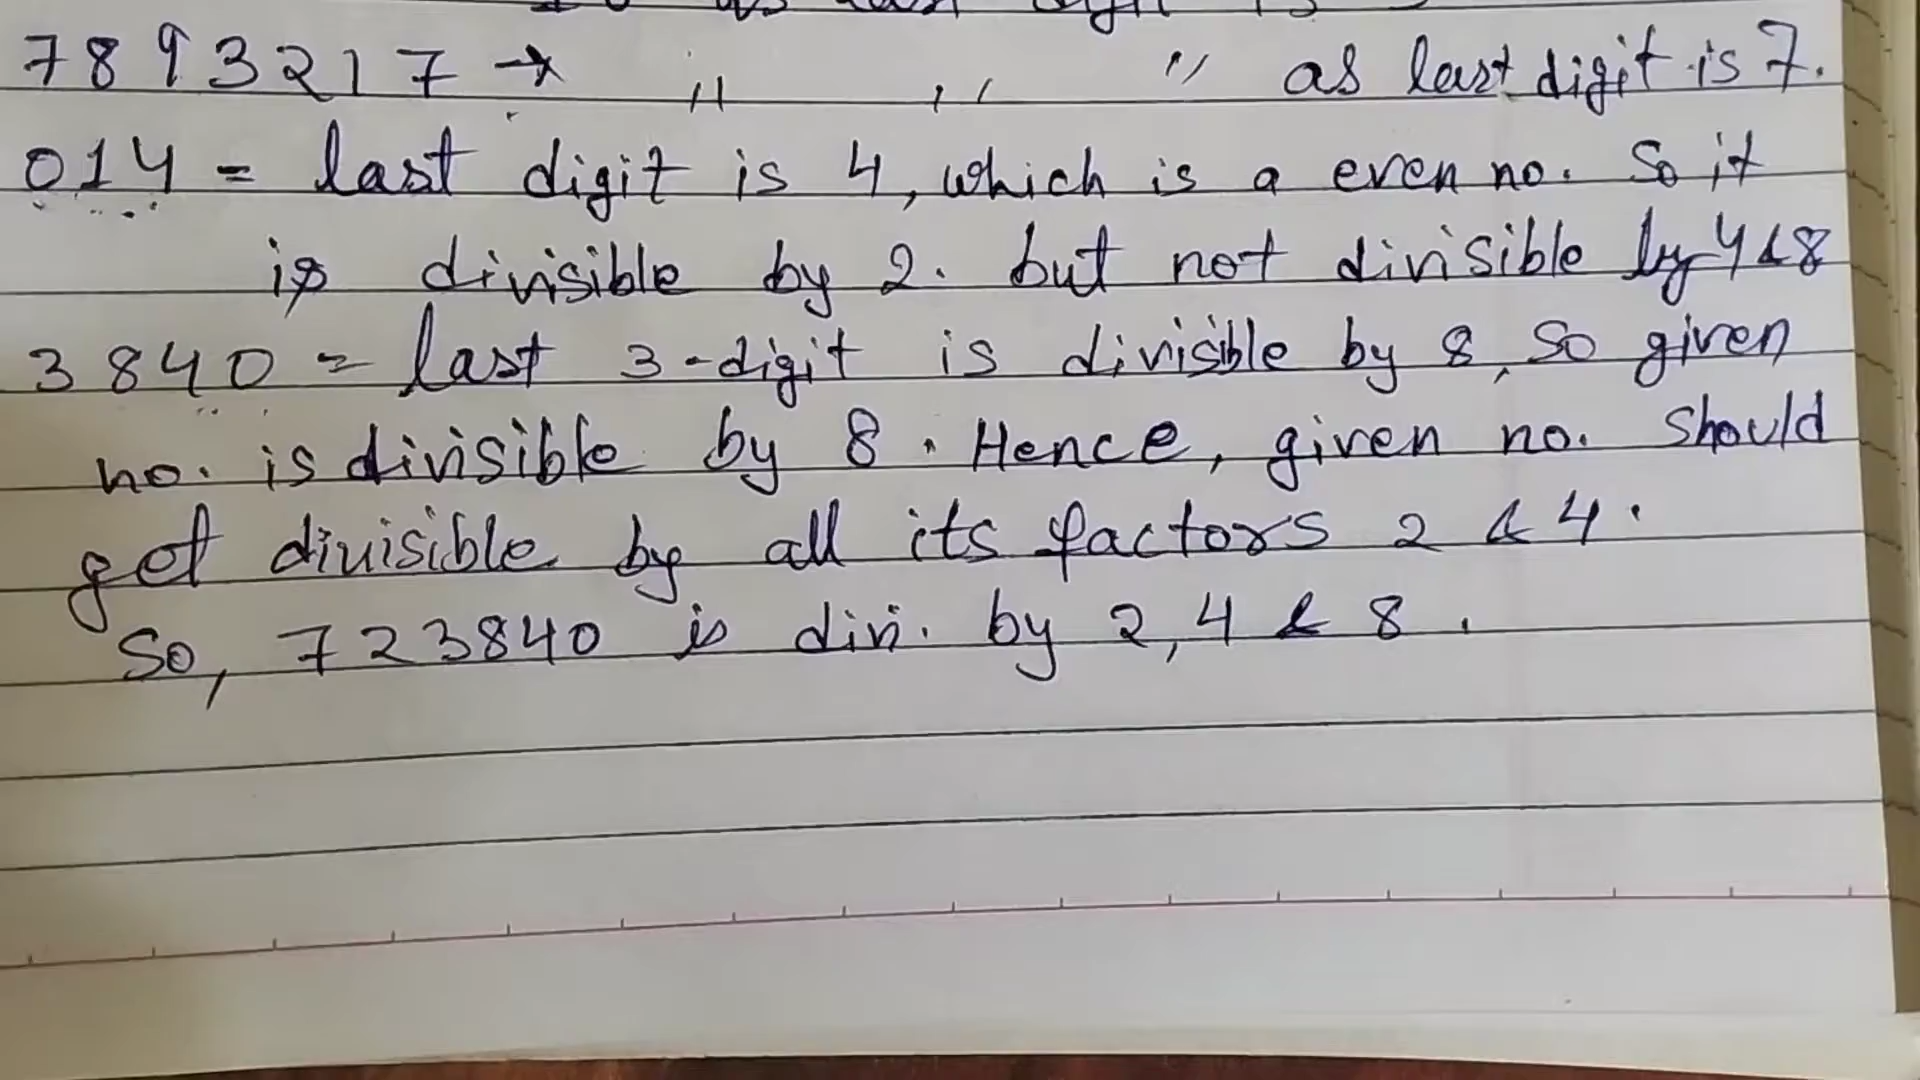 digit is
7893217 → " " " as last digit is 7.
014 = last digit is 4, which is a even no. So it
is divisible by 2. but not divisible by 4 & 8
3840 = last 3-digit is divisible by 8, So given
no. is divisible by 8. Hence, given no. should
get divisible by all its factors 2 & 4.
So, 723840 is div. by 2, 4 & 8.